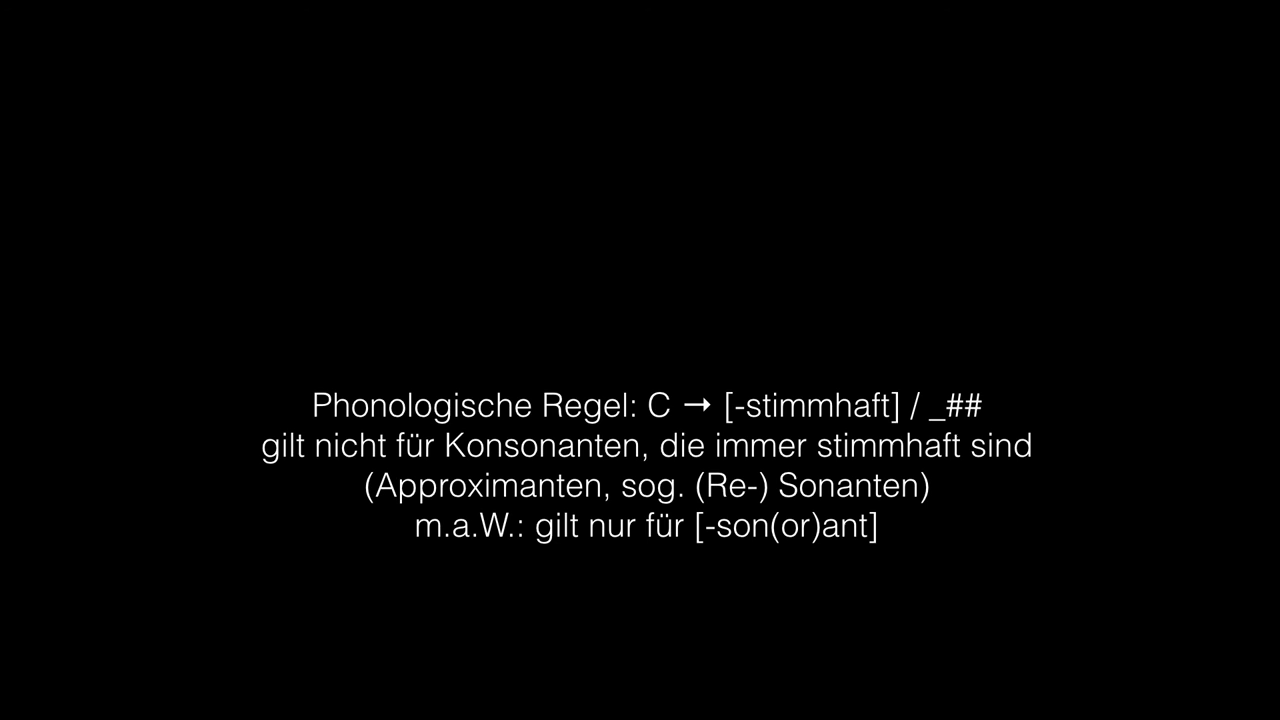 Phonologische Regel: C ➞ [-stimmhaft] / _##
gilt nicht für Konsonanten, die immer stimmhaft sind
(Approximanten, sog. (Re-) Sonanten)
m.a.W.: gilt nur für [-son(or)ant]